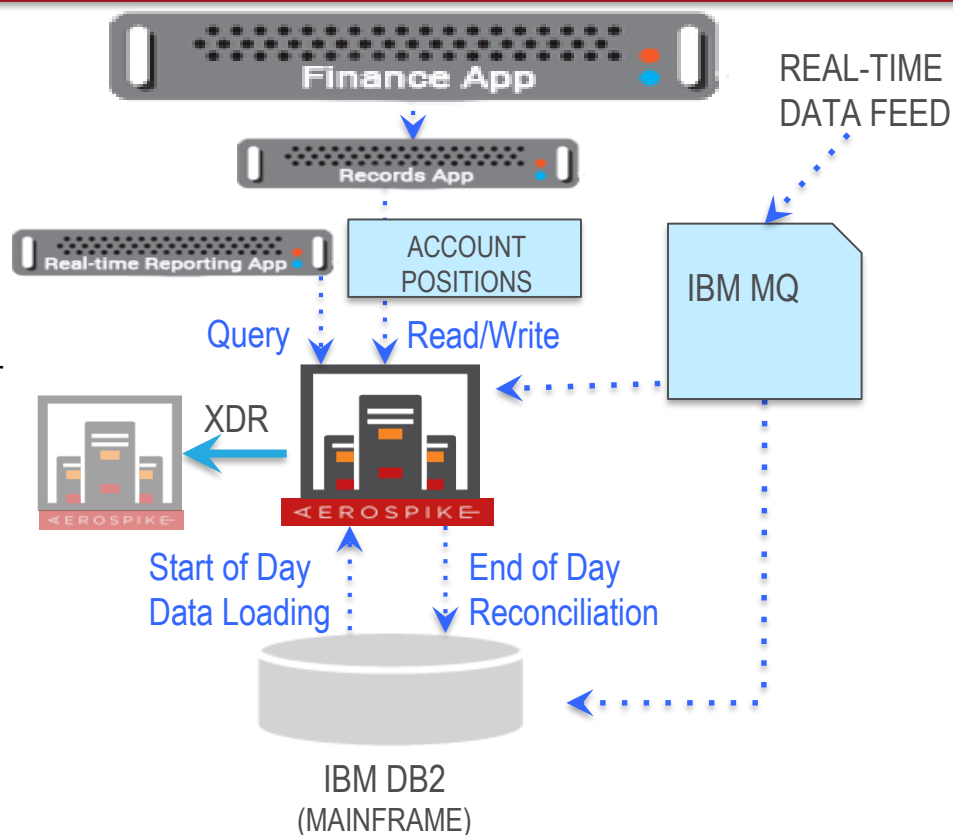 Finance App
REAL-TIME
DATA FEED
Records App
Real-time Reporting App
ACCOUNT
POSITIONS
IBM MQ
Query
Read/Write
XDR
AEROSPIKE
AEROSPIKE
Start of Day
Data Loading
End of Day
Reconciliation
IBM DB2
(MAINFRAME)